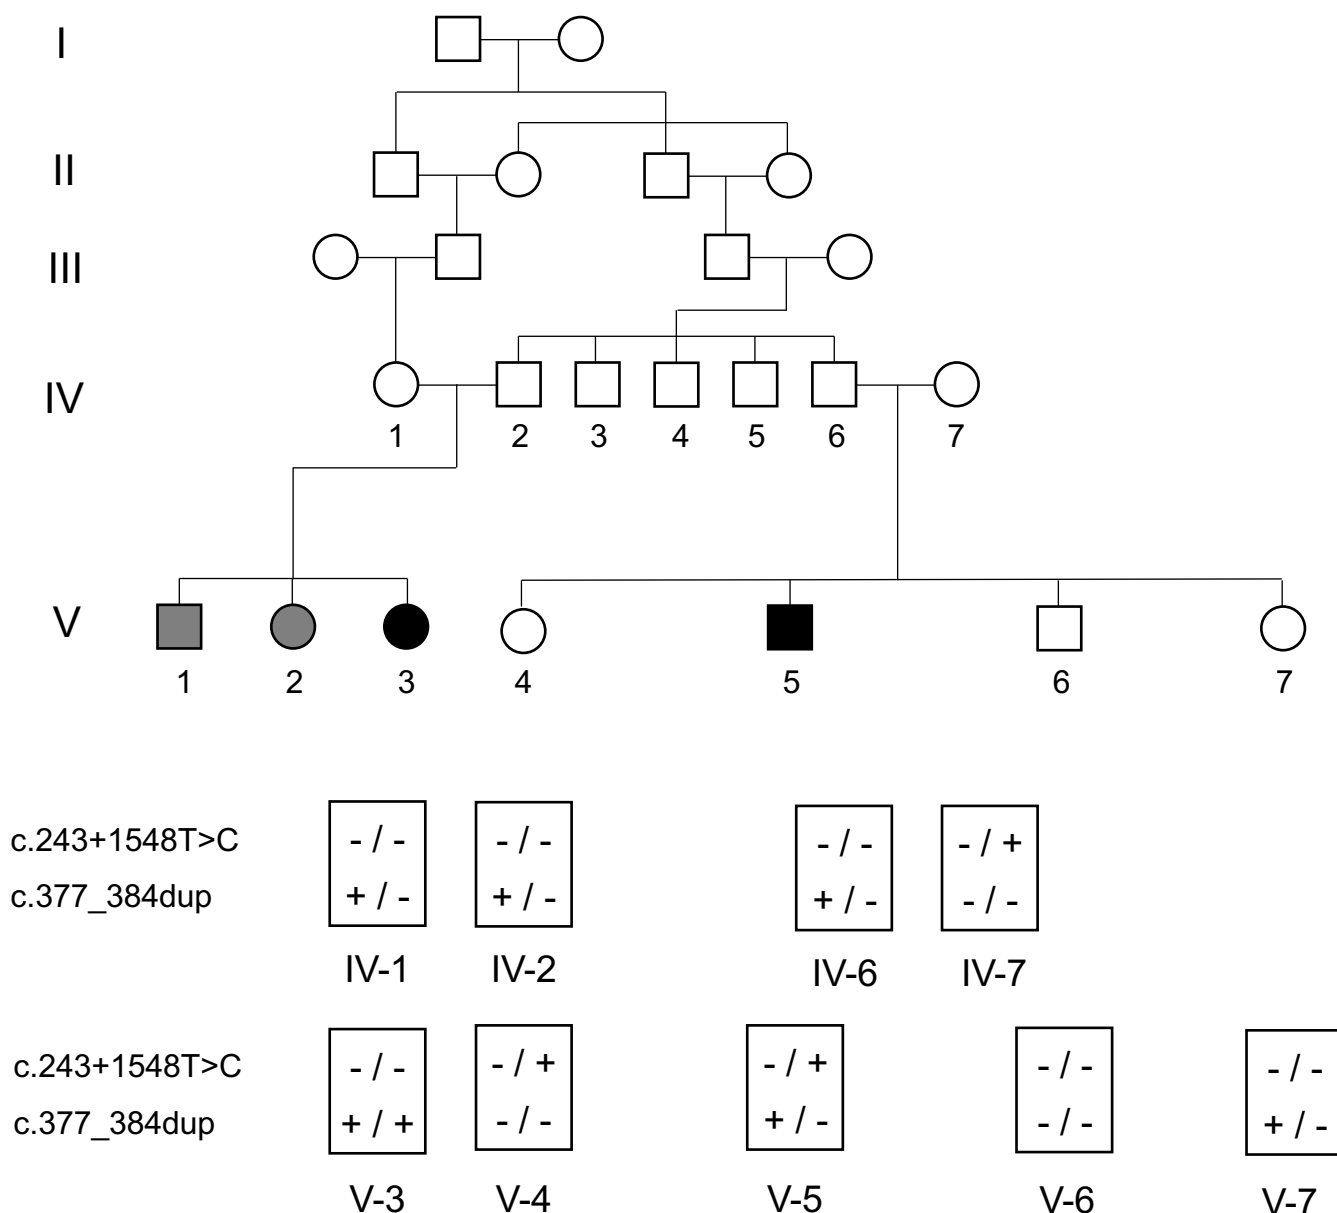 I
II
III
IV
1 2 3 4 5 6 7
V
1 2 3 4 5 6 7
c.243+1548T>C - / - - / - - / - - / +
c.377_384dup + / - + / - + / - - / -
IV-1 IV-2 IV-6 IV-7
c.243+1548T>C - / - - / + - / + - / - - / -
c.377_384dup + / + - / - + / - - / - + / -
V-3 V-4 V-5 V-6 V-7